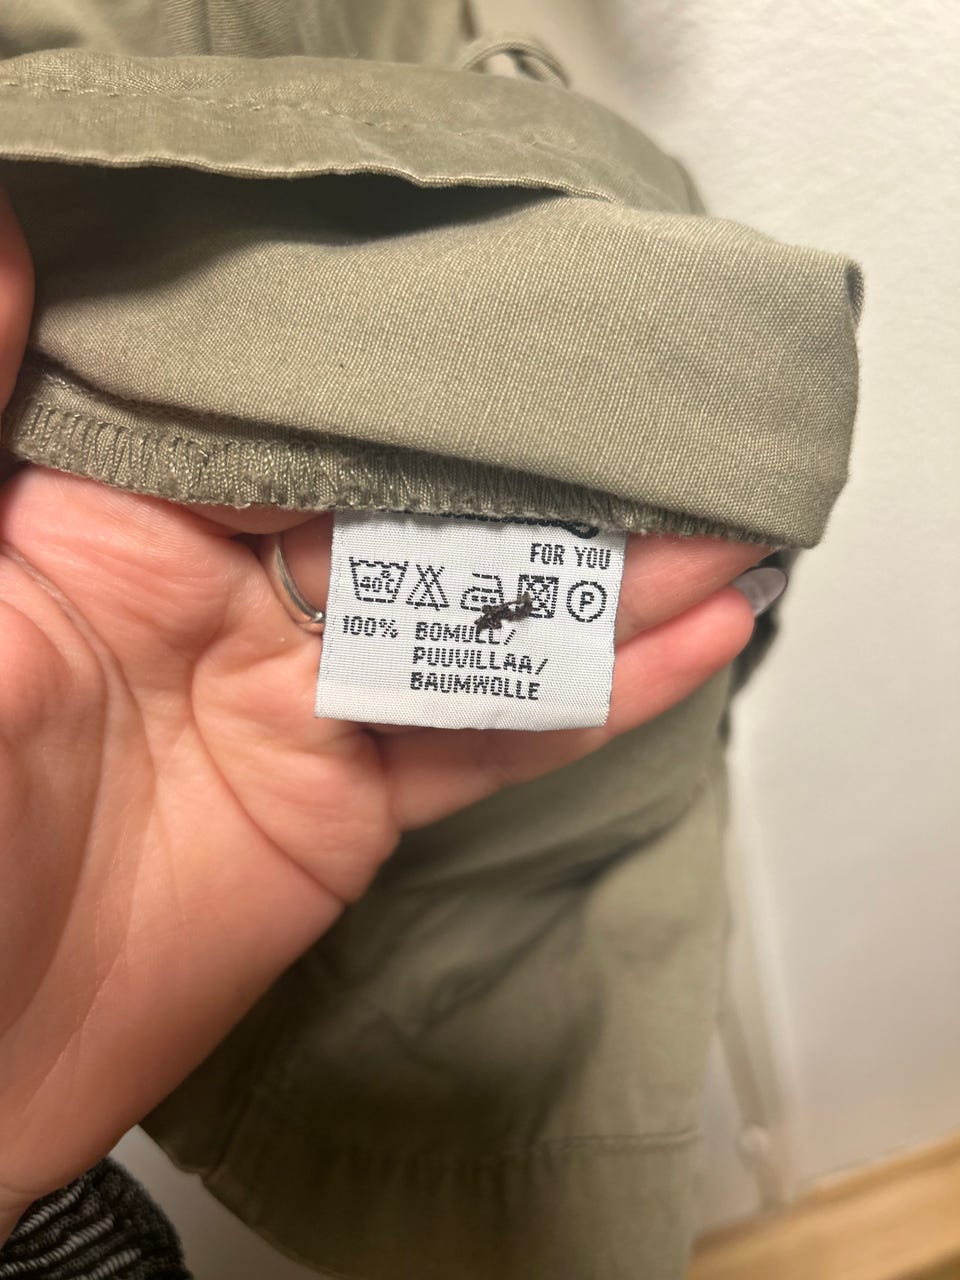 FOR YOU
40°C P
100% BOMULL/
PUUVILLAA/
BAUMWOLLE